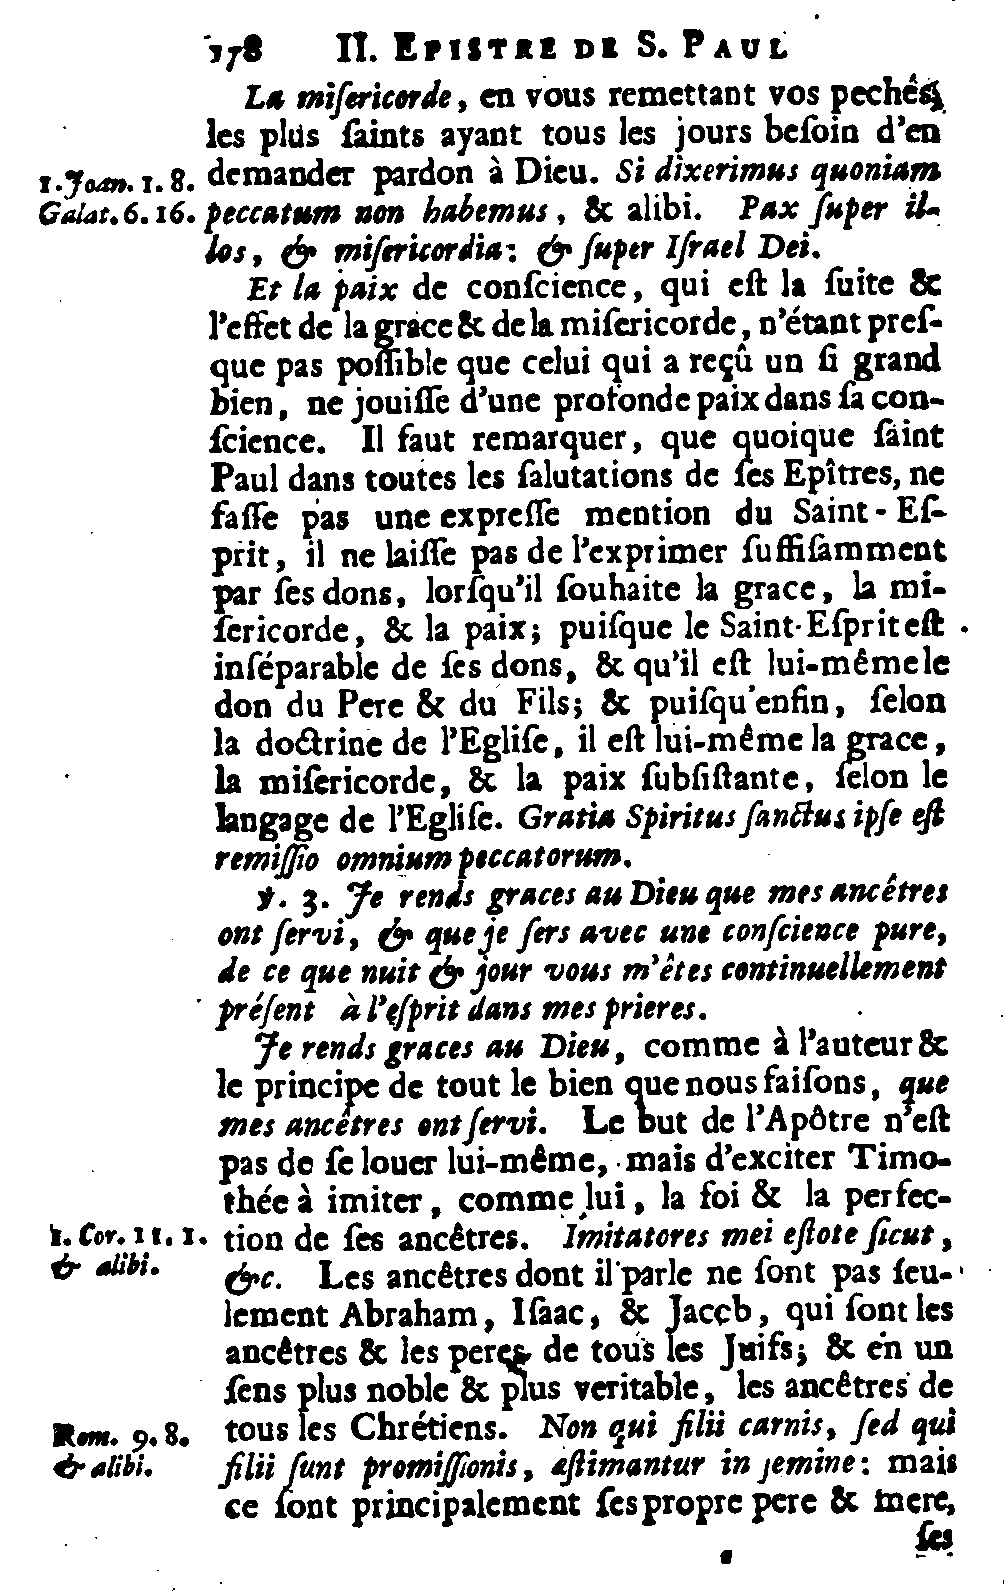 178 II. EPISTRE DE S. PAUL
La miſericorde, en vous remettant vos pechés,
les plus ſaints ayant tous les jours beſoin d'en
1. Joan. 1. 8. demander pardon à Dieu. Si dixerimus quoniam
Galat. 6. 16. peccatum non habemus, & alibi. Pax ſuper il-
los, & miſericordia: & ſuper Iſrael Dei.
Et la paix de conſcience, qui eſt la ſuite &
l'effet de la grace & de la miſericorde, n'étant preſ-
que pas poſſible que celui qui a reçû un ſi grand
bien, ne jouiſſe d'une profonde paix dans ſa con-
ſcience. Il faut remarquer, que quoique ſaint
Paul dans toutes les ſalutations de ſes Epîtres, ne
faſſe pas une expreſſe mention du Saint-Eſ-
prit, il ne laiſſe pas de l'exprimer ſuffiſamment
par ſes dons, lorſqu'il ſouhaite la grace, la mi-
ſericorde, & la paix; puiſque le Saint-Eſprit eſt
inſéparable de ſes dons, & qu'il eſt lui-même le
don du Pere & du Fils; & puiſqu'enfin, ſelon
la doctrine de l'Egliſe, il eſt lui-même la grace,
la miſericorde, & la paix ſubſiſtante, ſelon le
langage de l'Egliſe. Gratia Spiritus ſanctus ipſe eſt
remiſſio omnium peccatorum.
℣. 3. Je rends graces au Dieu que mes ancêtres
ont ſervi, & que je ſers avec une conſcience pure,
de ce que nuit & jour vous m'êtes continuellement
préſent à l'eſprit dans mes prieres.
Je rends graces au Dieu, comme à l'auteur &
le principe de tout le bien que nous faiſons, que
mes ancêtres ont ſervi. Le but de l'Apôtre n'eſt
pas de ſe louer lui-même, mais d'exciter Timo-
thée à imiter, comme lui, la foi & la perfec-
1. Cor. 11. 1. tion de ſes ancêtres. Imitatores mei eſtote ſicut,
& alibi. &c. Les ancêtres dont il parle ne ſont pas ſeu-
lement Abraham, Iſaac, & Jacob, qui ſont les
ancêtres & les peres de tous les Juifs; & en un
ſens plus noble & plus veritable, les ancêtres de
Rom. 9. 8. tous les Chrétiens. Non qui filii carnis, ſed qui
& alibi. filii ſunt promiſſionis, æſtimantur in ſemine: mais
ce ſont principalement ſes propre pere & mere,
ſes